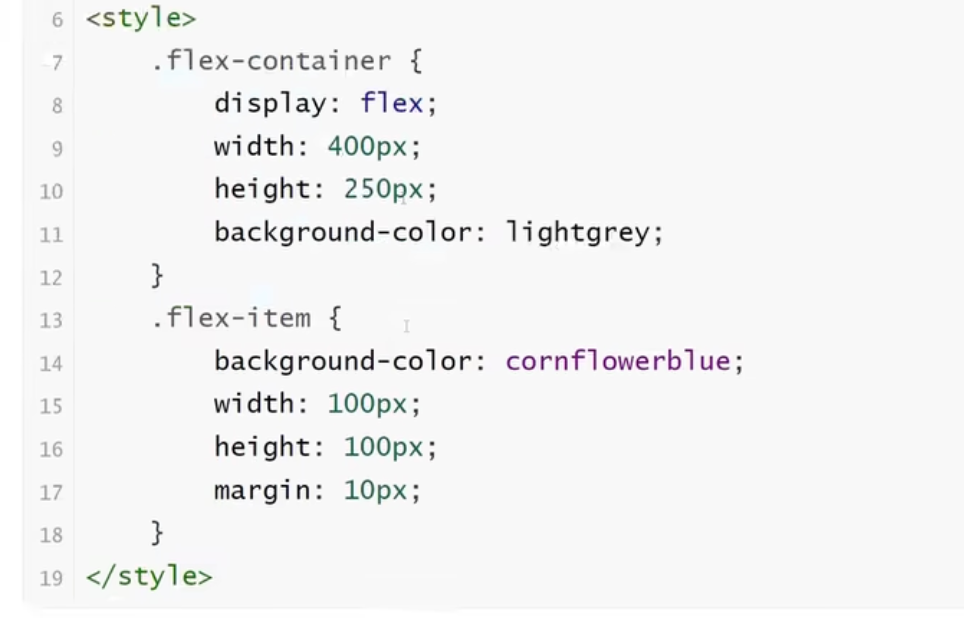 6 <style>
7 .flex-container {
8 display: flex;
9 width: 400px;
10 height: 250px;
11 background-color: lightgrey;
12 }
13 .flex-item {
14 background-color: cornflowerblue;
15 width: 100px;
16 height: 100px;
17 margin: 10px;
18 }
19 </style>